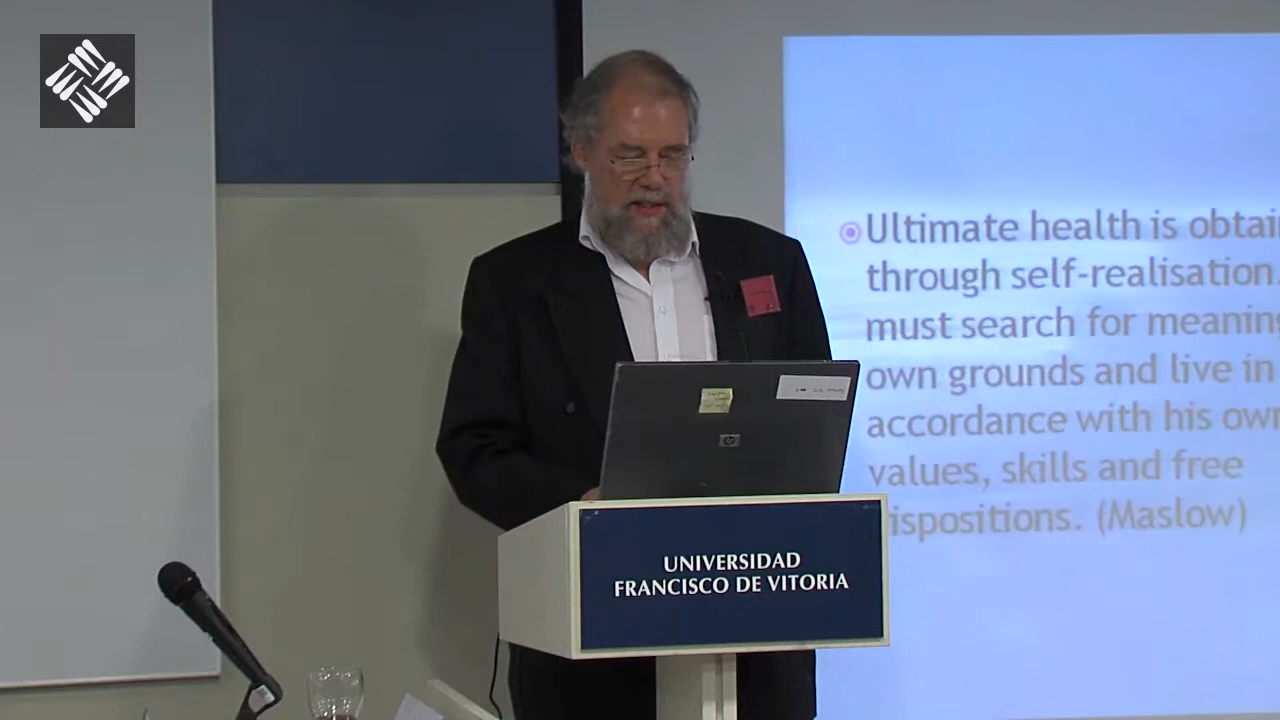 Ultimate health is obtai
through self-realisation.
must search for meaning
own grounds and live in
accordance with his own
values, skills and free
ispositions. (Maslow)
UNIVERSIDAD
FRANCISCO DE VITORIA
hp